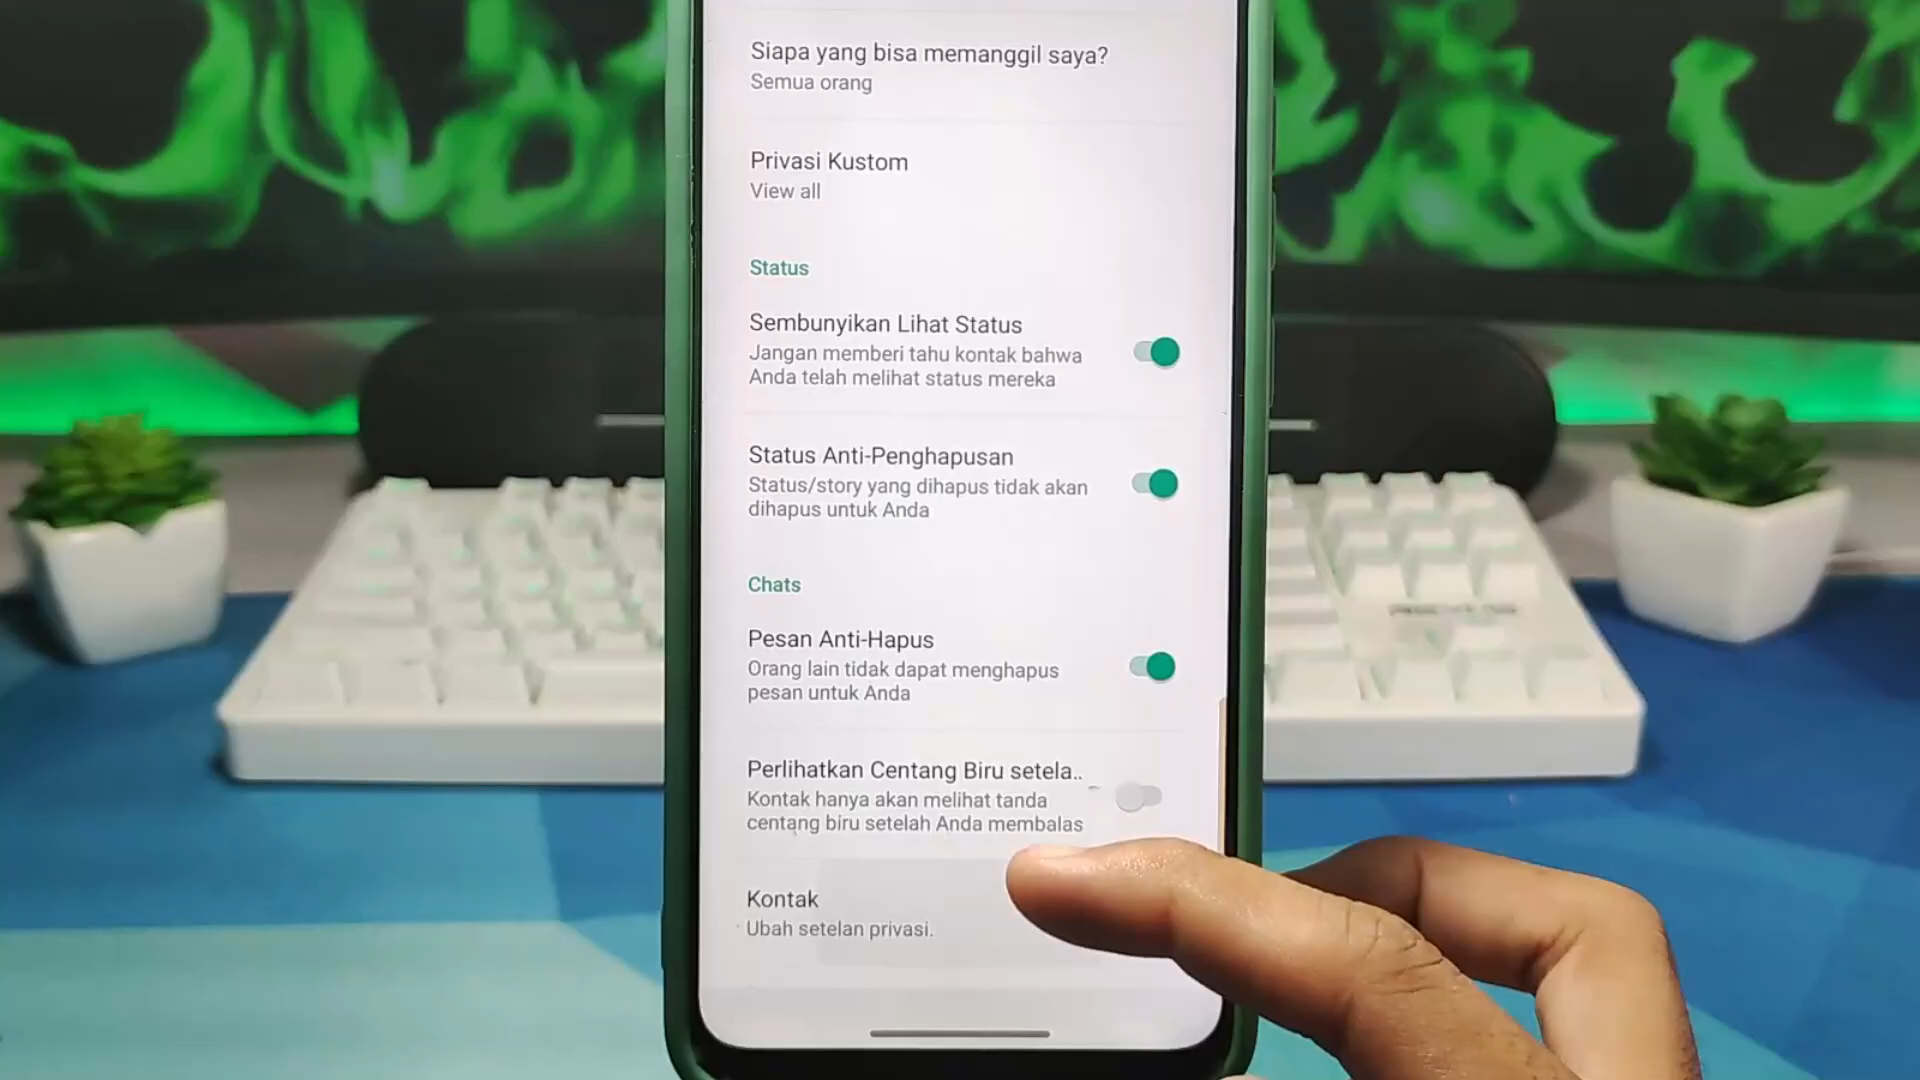 Siapa yang bisa memanggil saya?
Semua orang
Privasi Kustom
View all
Status
Sembunyikan Lihat Status
Jangan memberi tahu kontak bahwa
Anda telah melihat status mereka
Status Anti-Penghapusan
Status/story yang dihapus tidak akan
dihapus untuk Anda
Chats
Pesan Anti-Hapus
Orang lain tidak dapat menghapus
pesan untuk Anda
Perlihatkan Centang Biru setela..
Kontak hanya akan melihat tanda
centang biru setelah Anda membalas
Kontak
Ubah setelan privasi.